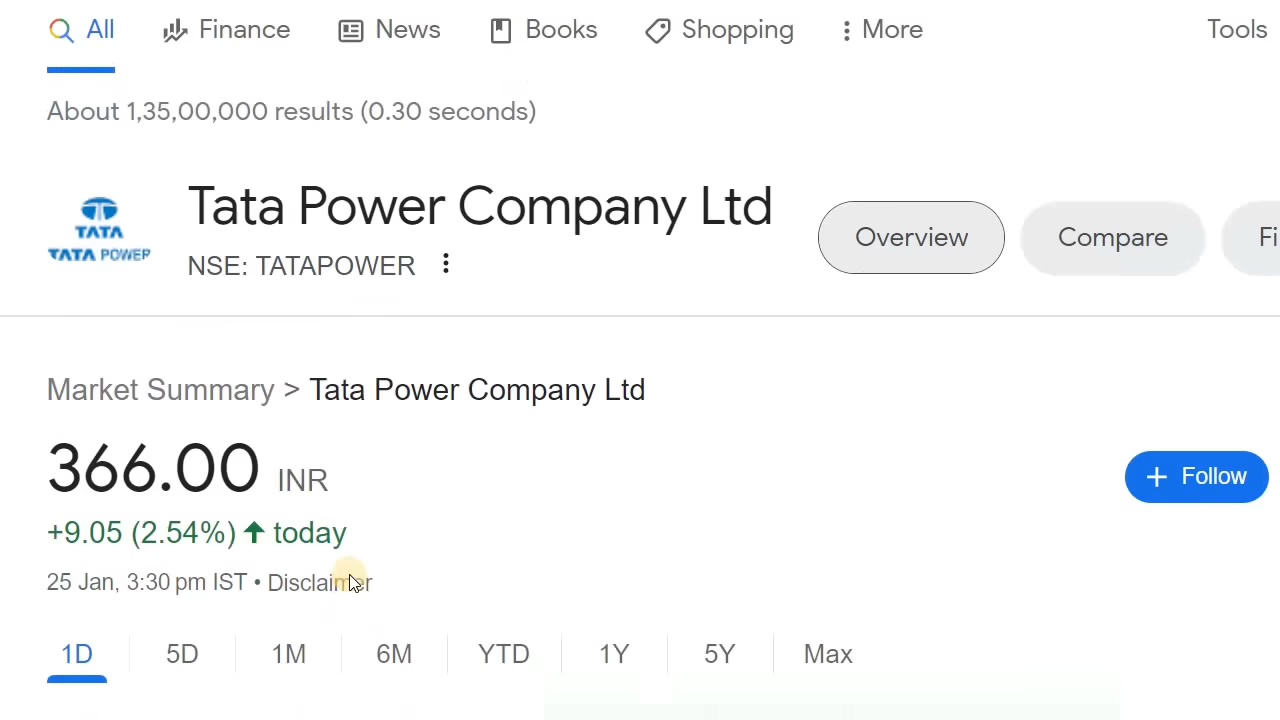 All Finance News Books Shopping More Tools
About 1,35,00,000 results (0.30 seconds)
TATA
TATA POWER
Tata Power Company Ltd
NSE: TATAPOWER
Overview Compare Fi
Market Summary > Tata Power Company Ltd
366.00 INR
+ Follow
+9.05 (2.54%) ↑ today
25 Jan, 3:30 pm IST • Disclaimer
1D 5D 1M 6M YTD 1Y 5Y Max